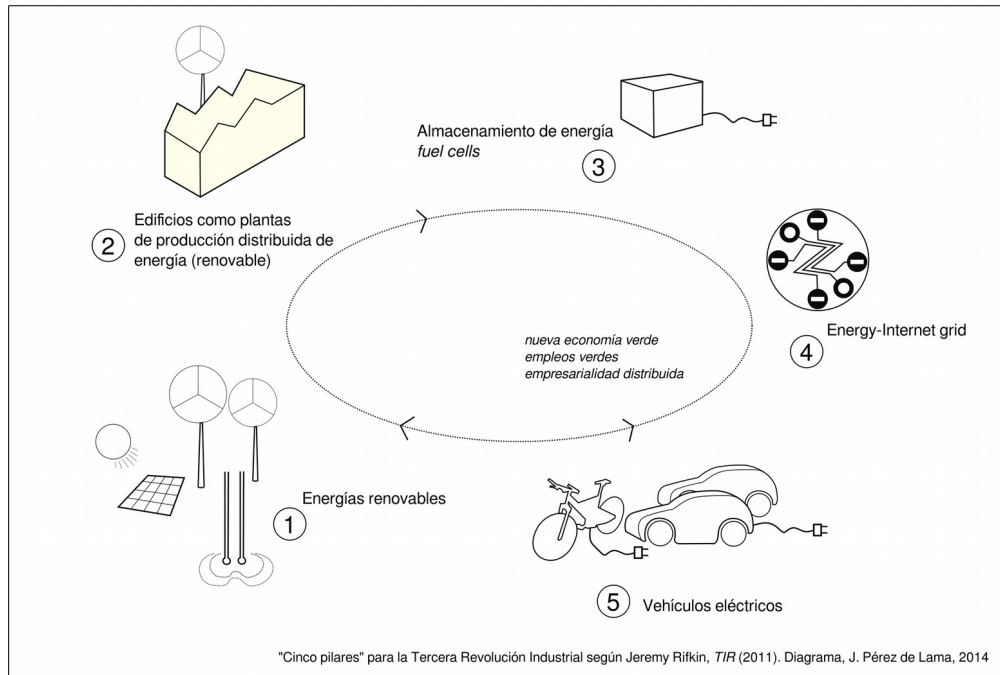 Almacenamiento de energía
fuel cells
3
2
Edificios como plantas
de producción distribuida de
energía (renovable)
Energy-Internet grid
4
nueva economía verde
empleos verdes
empresarialidad distribuida
Energías renovables
1
5
Vehículos eléctricos
"Cinco pilares" para la Tercera Revolución Industrial según Jeremy Rifkin, TIR (2011). Diagrama, J. Pérez de Lama, 2014